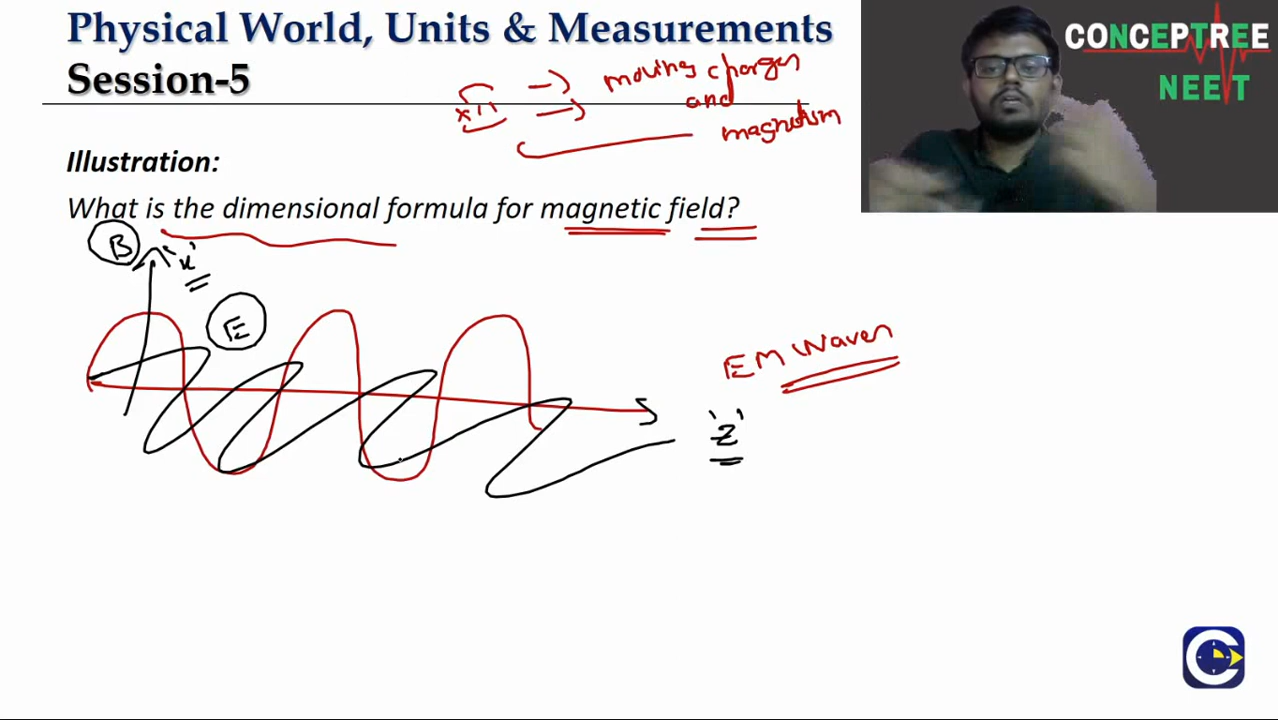 Physical World, Units & Measurements
Session-5
CONCEPTREE
NEET
moving charges
XII and
magnetism
Illustration:
What is the dimensional formula for magnetic field?
B
'x'
E
EM Waves
'z'